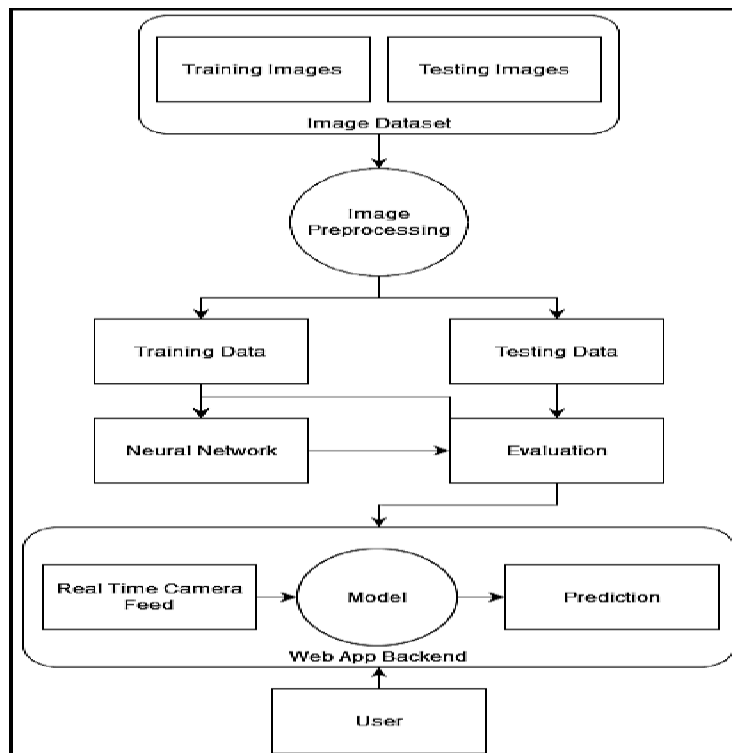 Training Images
Testing Images
Image Dataset
Image
Preprocessing
Training Data
Testing Data
Neural Network
Evaluation
Real Time Camera
Feed
Model
Prediction
Web App Backend
User